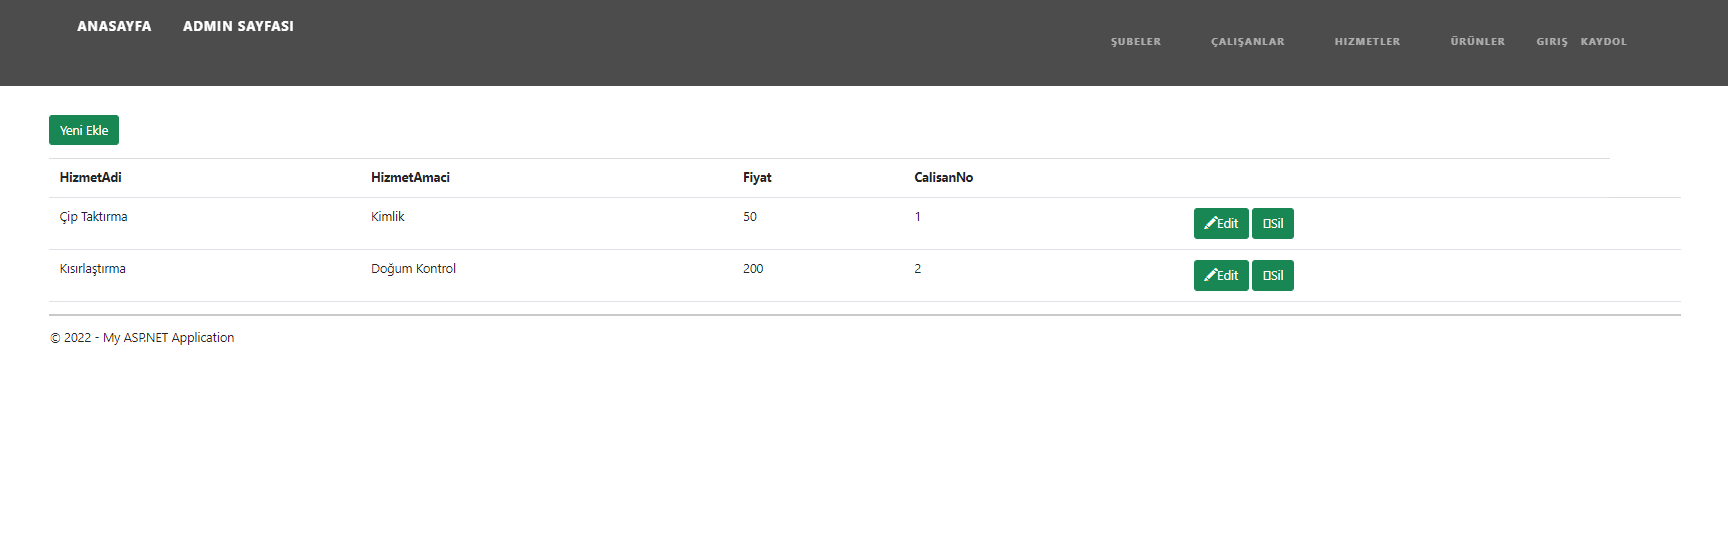 ANASAYFA ADMIN SAYFASI
ŞUBELER ÇALIŞANLAR HIZMETLER ÜRÜNLER GIRIŞ KAYDOL
Yeni Ekle
HizmetAdi HizmetAmaci Fiyat CalisanNo
Çip Taktırma Kimlik 50 1 Edit Sil
Kısırlaştırma Doğum Kontrol 200 2 Edit Sil
© 2022 - My ASP.NET Application